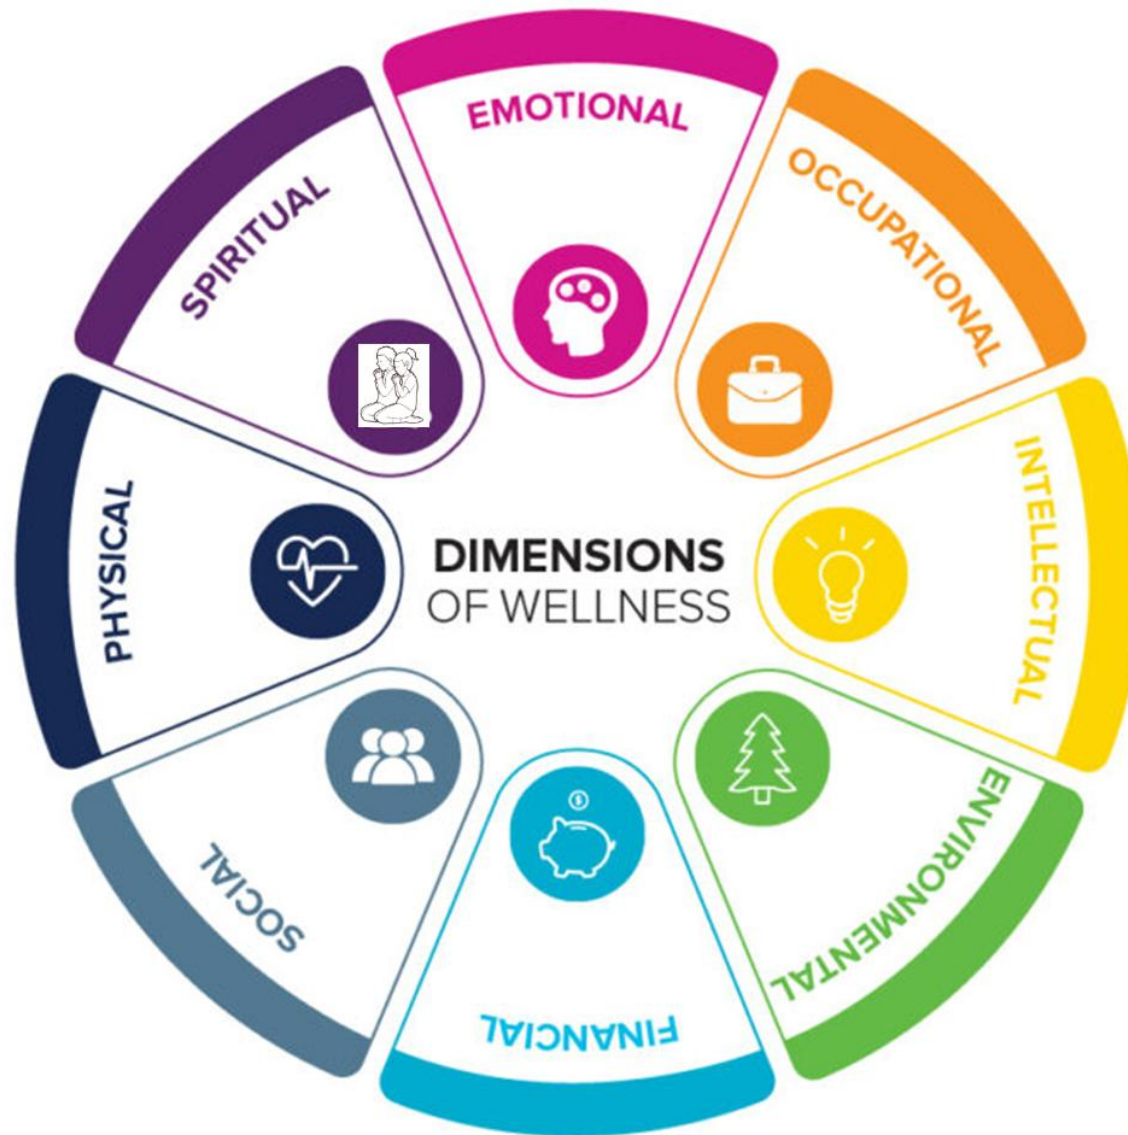 EMOTIONAL
OCCUPATIONAL
INTELLECTUAL
ENVIRONMENTAL
FINANCIAL
SOCIAL
PHYSICAL
SPIRITUAL
DIMENSIONS
OF WELLNESS
$